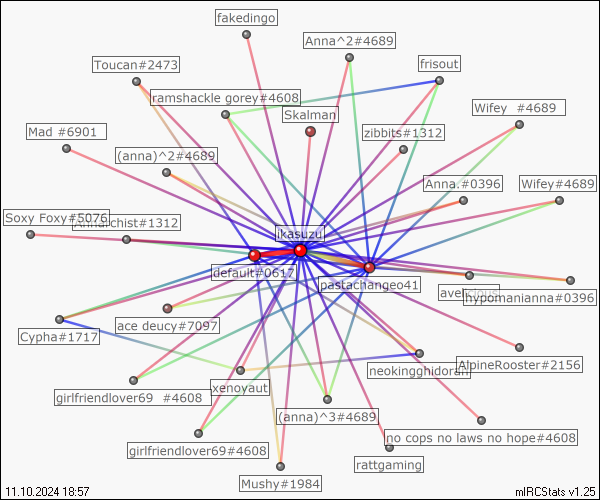 fakedingo
Anna^2#4689
Toucan#2473
frisout
ramshackle gorey#4608
Skalman
Wifey  #4689
Mad #6901
zibbits#1312
(anna)^2#4689
Anna.#0396
Wifey#4689
Soxy Foxy#5076
#1312
ikasuzu
default#0617
pastachangeo41
hypomanianna#0396
ace deucy#7097
Cypha#1717
AlpineRooster#2156
neokingghidorah
xenoyaut
girlfriendlover69  #4608
(anna)^3#4689
no cops no laws no hope#4608
girlfriendlover69#4608
rattgaming
Mushy#1984
11.10.2024 18:57
mIRCStats v1.25